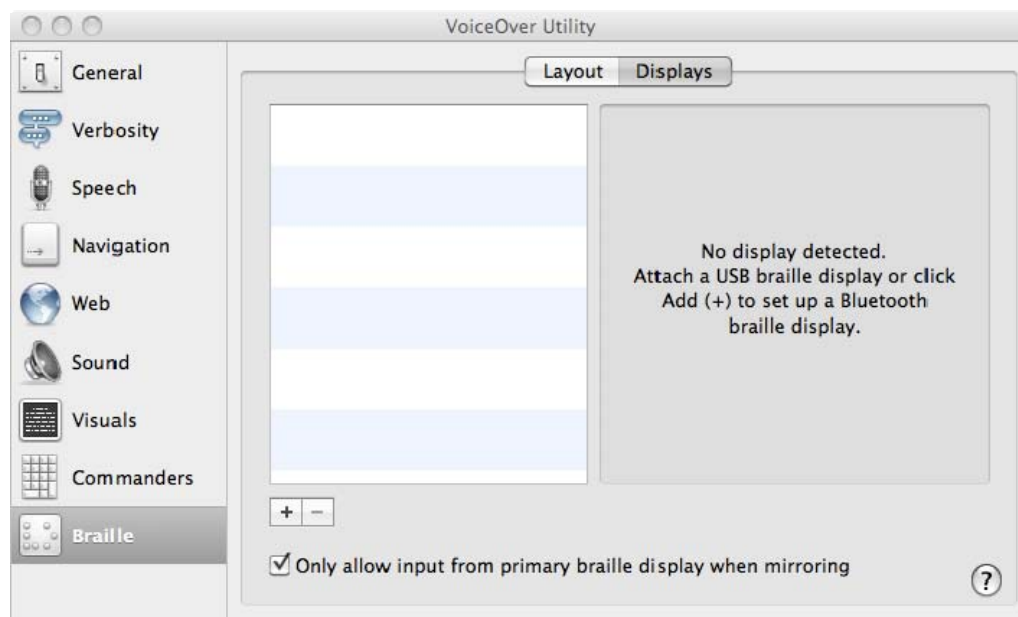 VoiceOver Utility
General
Verbosity
Speech
Navigation
Web
Sound
Visuals
Commanders
Braille
Layout Displays
No display detected.
Attach a USB braille display or click
Add (+) to set up a Bluetooth
braille display.
+ −
Only allow input from primary braille display when mirroring
?